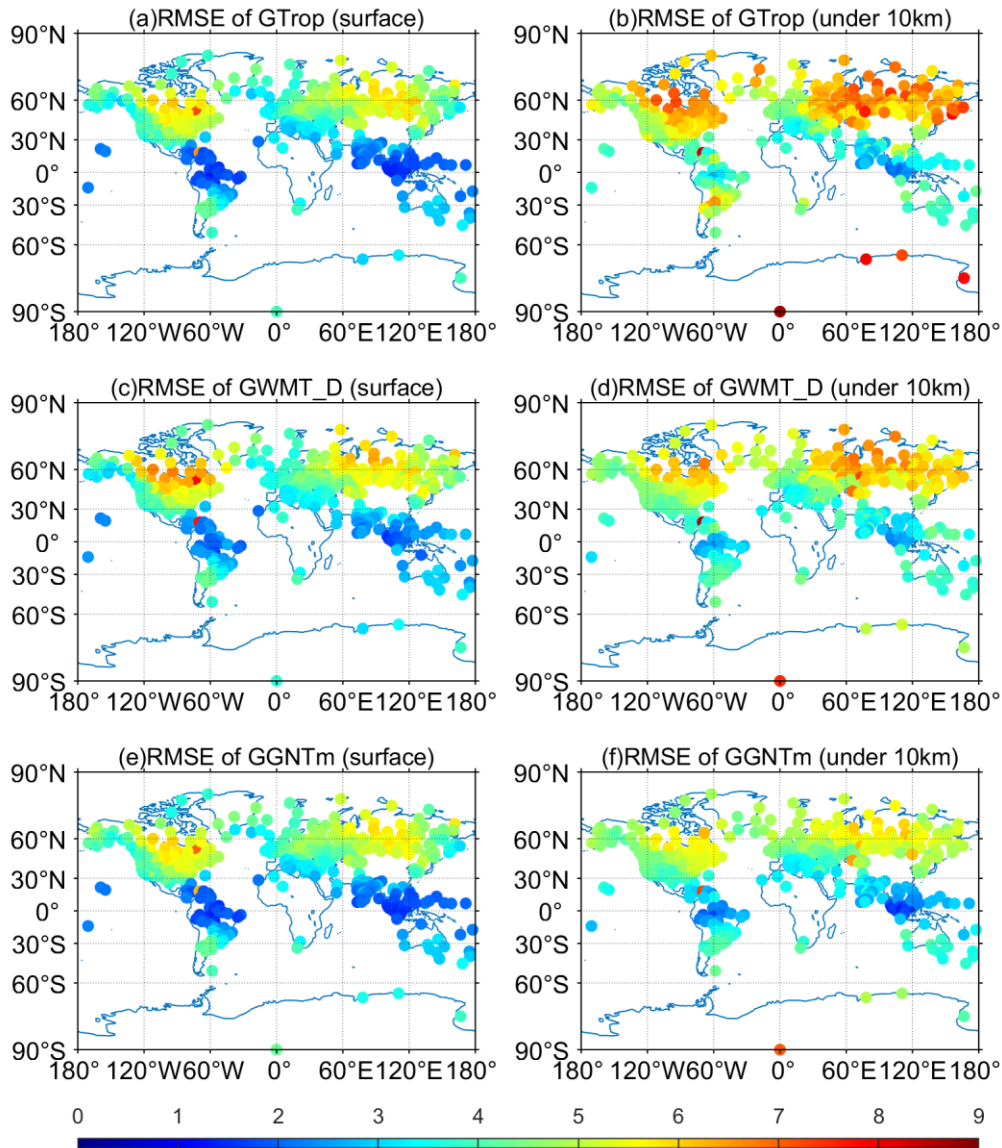 (a)RMSE of GTrop (surface) (b)RMSE of GTrop (under 10km)
90°N 90°N
60°N 60°N
30°N 30°N
0° 0°
30°S 30°S
60°S 60°S
90°S 90°S
180° 120°W60°W 0° 60°E120°180° 180° 120°W60°W 0° 60°E120°180°
(c)RMSE of GWMT_D (surface) (d)RMSE of GWMT_D (under 10km)
90°N 90°N
60°N 60°N
30°N 30°N
0° 0°
30°S 30°S
60°S 60°S
90°S 90°S
180° 120°W60°W 0° 60°E120°180° 180° 120°W60°W 0° 60°E120°180°
(e)RMSE of GGNTm (surface) (f)RMSE of GGNTm (under 10km)
90°N 90°N
60°N 60°N
30°N 30°N
0° 0°
30°S 30°S
60°S 60°S
90°S 90°S
180° 120°W60°W 0° 60°E120°180° 180° 120°W60°W 0° 60°E120°180°
0 1 2 3 4 5 6 7 8 9